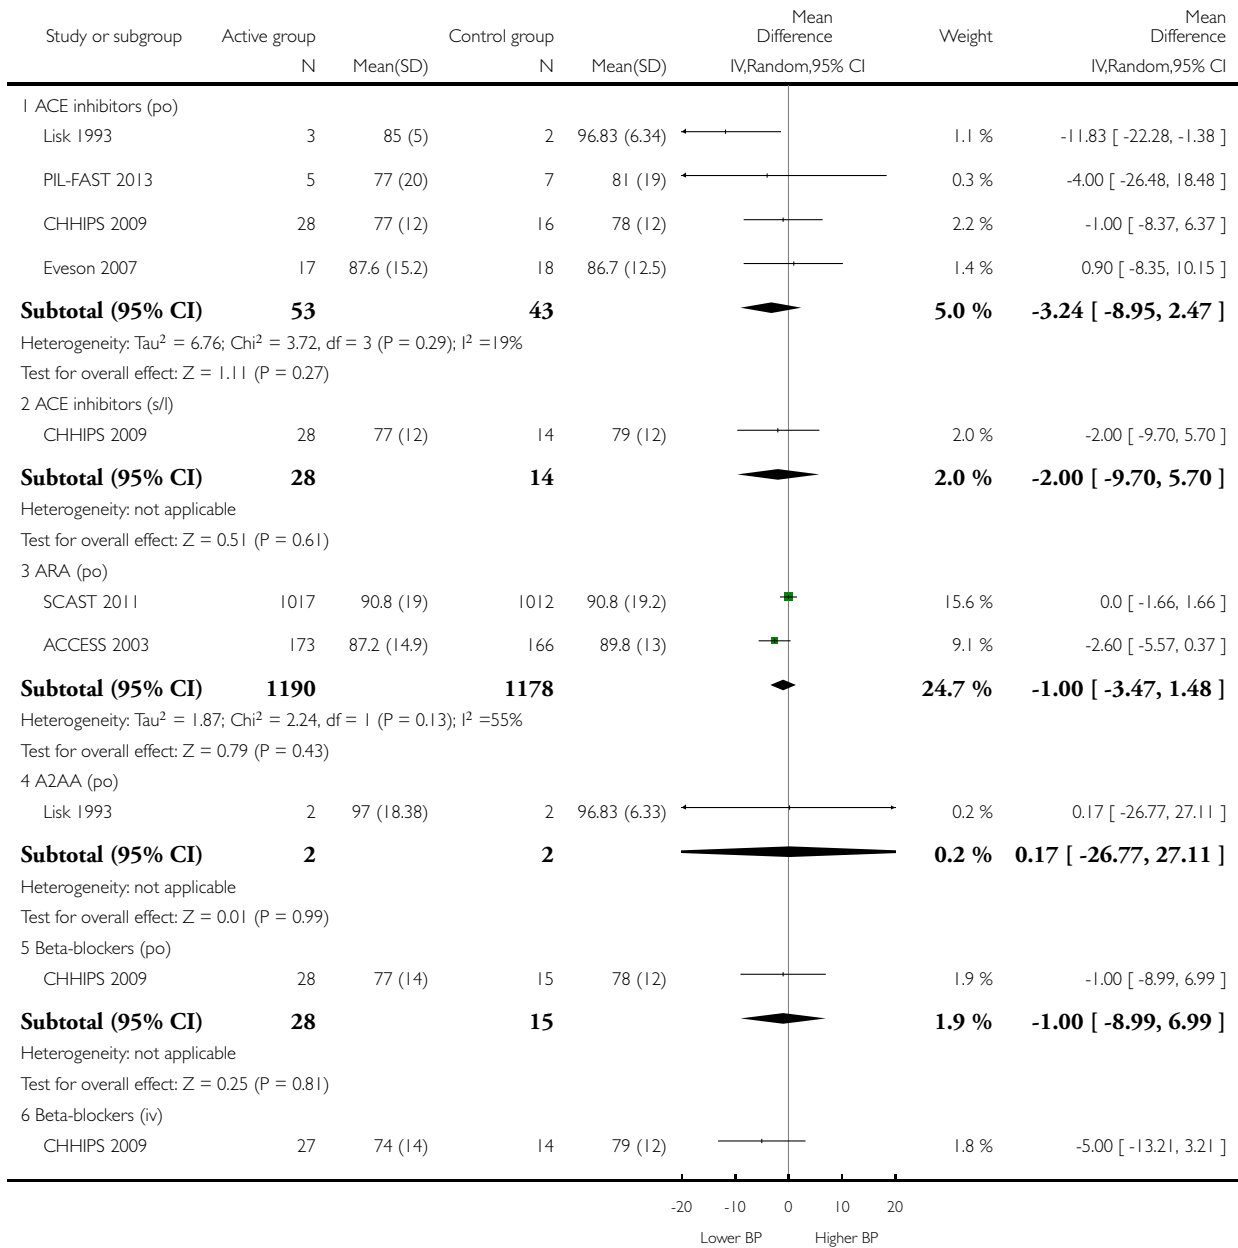 Mean Mean
Study or subgroup Active group Control group Difference Weight Difference
N Mean(SD) N Mean(SD) IV,Random,95% CI IV,Random,95% CI
1 ACE inhibitors (po)
Lisk 1993 3 85 (5) 2 96.83 (6.34) 1.1 % -11.83 [ -22.28, -1.38 ]
PIL-FAST 2013 5 77 (20) 7 81 (19) 0.3 % -4.00 [ -26.48, 18.48 ]
CHHIPS 2009 28 77 (12) 16 78 (12) 2.2 % -1.00 [ -8.37, 6.37 ]
Eveson 2007 17 87.6 (15.2) 18 86.7 (12.5) 1.4 % 0.90 [ -8.35, 10.15 ]
Subtotal (95% CI) 53 43 5.0 % -3.24 [ -8.95, 2.47 ]
Heterogeneity: Tau² = 6.76; Chi² = 3.72, df = 3 (P = 0.29); I² =19%
Test for overall effect: Z = 1.11 (P = 0.27)
2 ACE inhibitors (s/l)
CHHIPS 2009 28 77 (12) 14 79 (12) 2.0 % -2.00 [ -9.70, 5.70 ]
Subtotal (95% CI) 28 14 2.0 % -2.00 [ -9.70, 5.70 ]
Heterogeneity: not applicable
Test for overall effect: Z = 0.51 (P = 0.61)
3 ARA (po)
SCAST 2011 1017 90.8 (19) 1012 90.8 (19.2) 15.6 % 0.0 [ -1.66, 1.66 ]
ACCESS 2003 173 87.2 (14.9) 166 89.8 (13) 9.1 % -2.60 [ -5.57, 0.37 ]
Subtotal (95% CI) 1190 1178 24.7 % -1.00 [ -3.47, 1.48 ]
Heterogeneity: Tau² = 1.87; Chi² = 2.24, df = 1 (P = 0.13); I² =55%
Test for overall effect: Z = 0.79 (P = 0.43)
4 A2AA (po)
Lisk 1993 2 97 (18.38) 2 96.83 (6.33) 0.2 % 0.17 [ -26.77, 27.11 ]
Subtotal (95% CI) 2 2 0.2 % 0.17 [ -26.77, 27.11 ]
Heterogeneity: not applicable
Test for overall effect: Z = 0.01 (P = 0.99)
5 Beta-blockers (po)
CHHIPS 2009 28 77 (14) 15 78 (12) 1.9 % -1.00 [ -8.99, 6.99 ]
Subtotal (95% CI) 28 15 1.9 % -1.00 [ -8.99, 6.99 ]
Heterogeneity: not applicable
Test for overall effect: Z = 0.25 (P = 0.81)
6 Beta-blockers (iv)
CHHIPS 2009 27 74 (14) 14 79 (12) 1.8 % -5.00 [ -13.21, 3.21 ]
-20 -10 0 10 20
Lower BP Higher BP